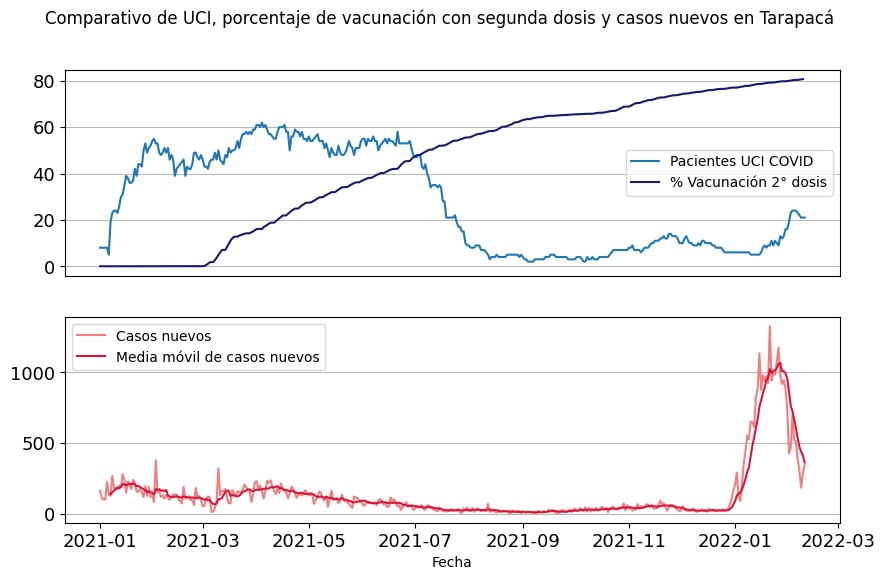 Comparativo de UCI, porcentaje de vacunación con segunda dosis y casos nuevos en Tarapacá
80
60
40
20
0
Pacientes UCI COVID
% Vacunación 2° dosis
Casos nuevos
Media móvil de casos nuevos
1000
500
0
2021-01 2021-03 2021-05 2021-07 2021-09 2021-11 2022-01 2022-03
Fecha